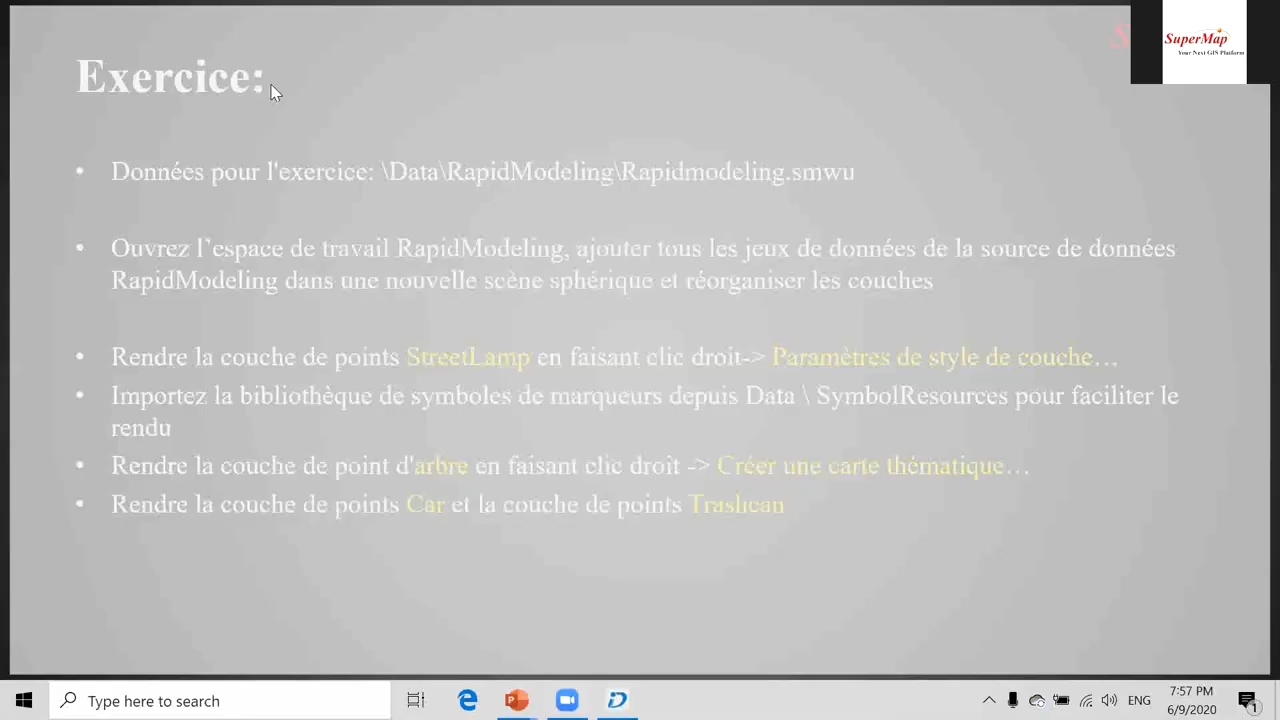 SuperMap
Your Next GIS Platform
Exercice:
• Données pour l'exercice: \Data\RapidModeling\Rapidmodeling.smwu
• Ouvrez l’espace de travail RapidModeling, ajouter tous les jeux de données de la source de données
RapidModeling dans une nouvelle scène sphérique et réorganiser les couches
• Rendre la couche de points StreetLamp en faisant clic droit-> Paramètres de style de couche…
• Importez la bibliothèque de symboles de marqueurs depuis Data \ SymbolResources pour faciliter le
rendu
• Rendre la couche de point d'arbre en faisant clic droit -> Créer une carte thématique…
• Rendre la couche de points Car et la couche de points Trashcan
Type here to search
ENG
7:57 PM
6/9/2020
1